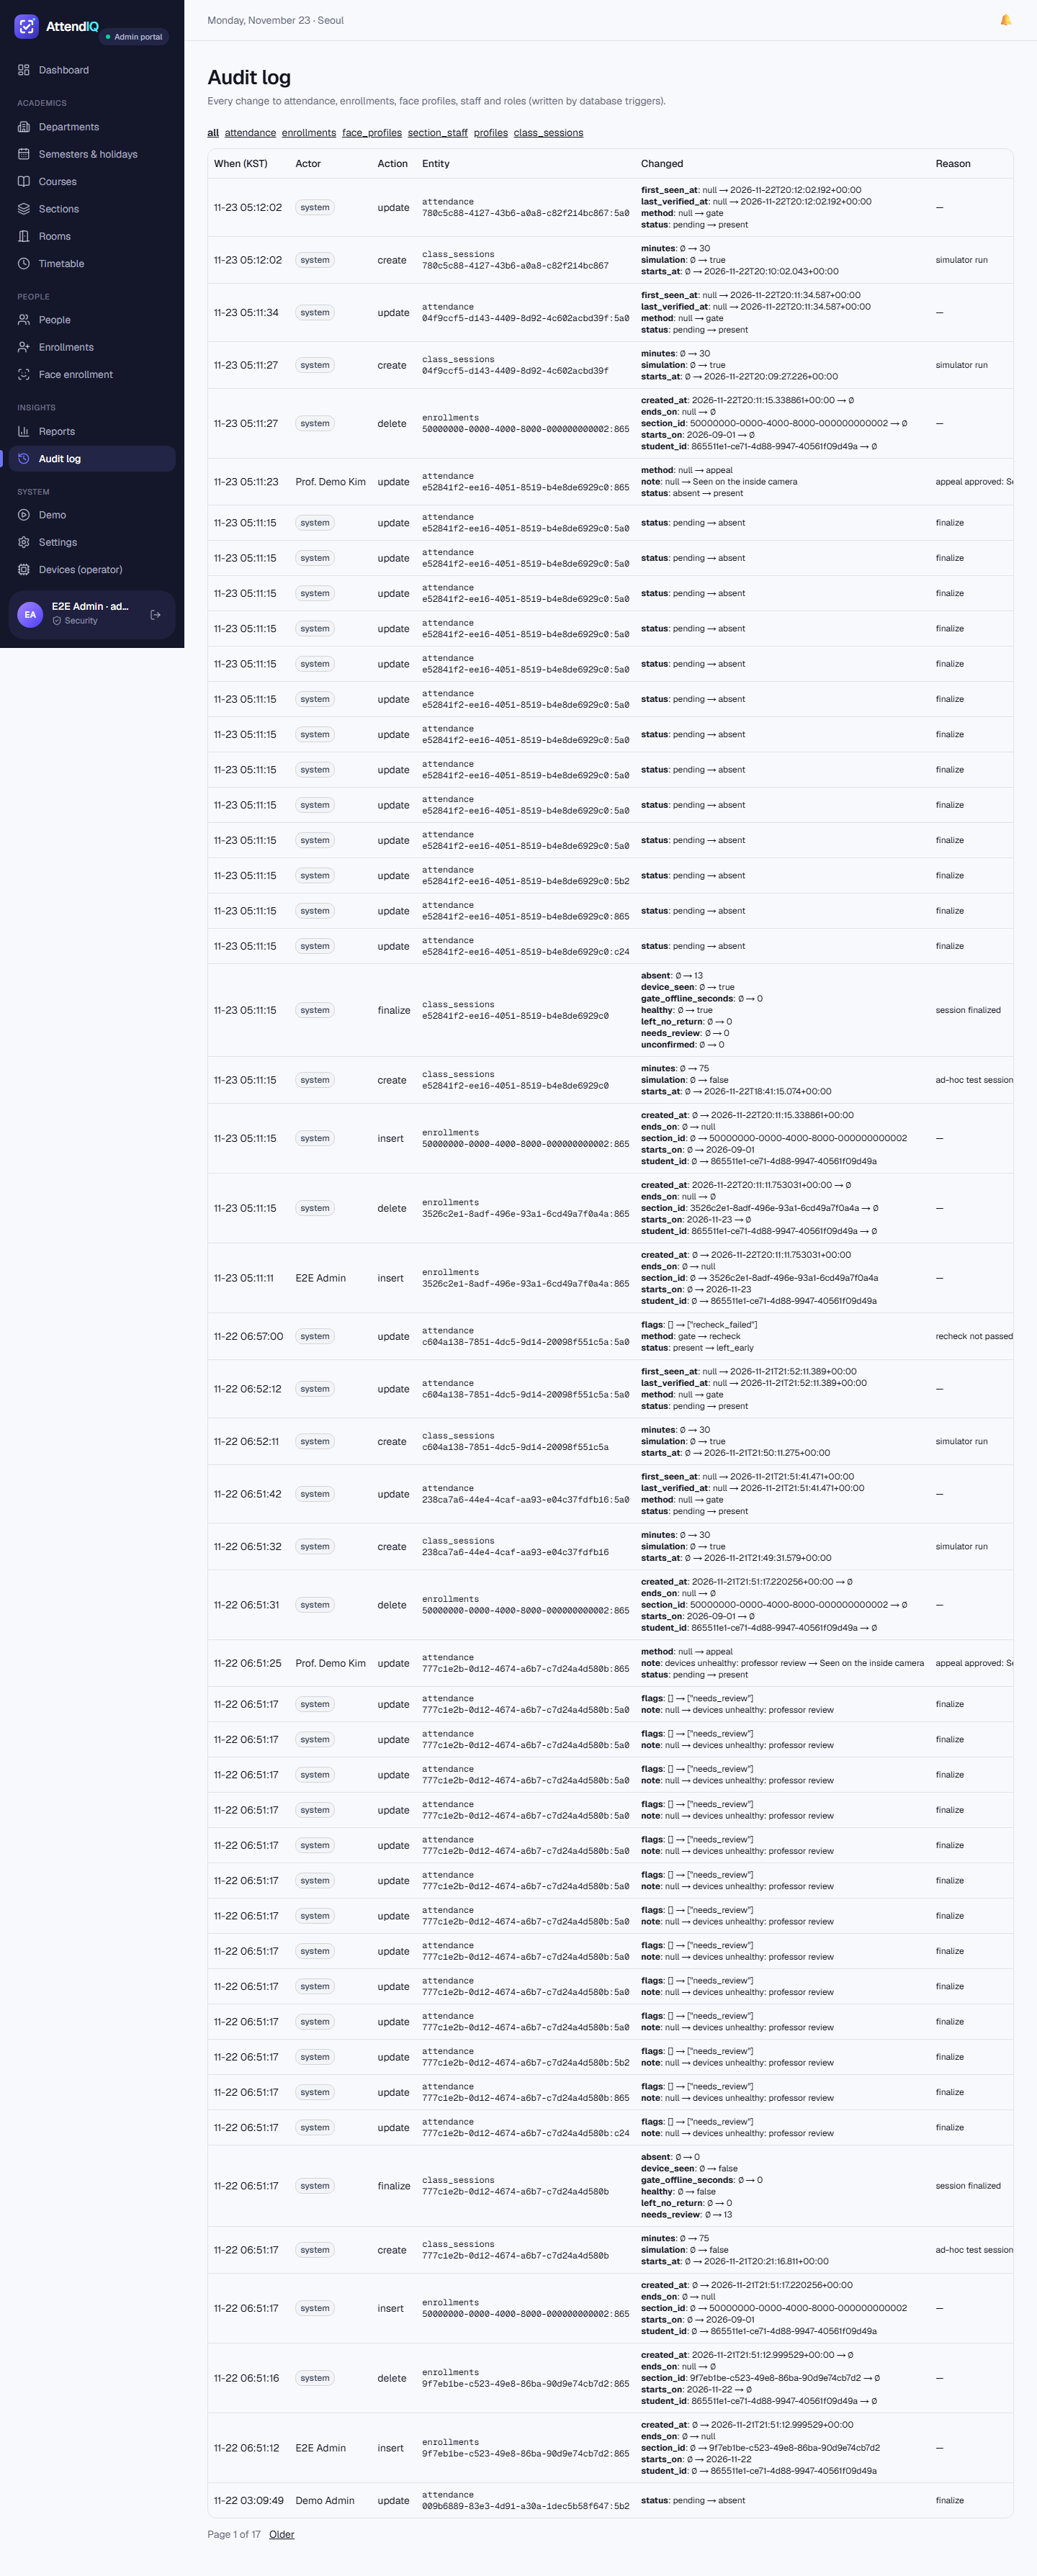 AttendIQ
Admin portal
Dashboard
ACADEMICS
Departments
Semesters & holidays
Courses
Sections
Rooms
Timetable
PEOPLE
People
Enrollments
Face enrollment
INSIGHTS
Reports
Audit log
SYSTEM
Demo
Settings
Devices (operator)
EA
E2E Admin · ad...
Security
Monday, November 23 · Seoul
Audit log
Every change to attendance, enrollments, face profiles, staff and roles (written by database triggers).
all attendance enrollments face_profiles section_staff profiles class_sessions
When (KST) Actor Action Entity Changed Reason
11-23 05:12:02 system update attendance 780c5c88-4127-43b6-a0a8-c82f214bc867:5a0
first_seen_at: null → 2026-11-22T20:12:02.192+00:00
last_verified_at: null → 2026-11-22T20:12:02.192+00:00
method: null → gate
status: pending → present
—
11-23 05:12:02 system create class_sessions 780c5c88-4127-43b6-a0a8-c82f214bc867
minutes: Ø → 30
simulation: Ø → true
starts_at: Ø → 2026-11-22T20:10:02.043+00:00
simulator run
11-23 05:11:34 system update attendance 04f9ccf5-d143-4409-8d92-4c602acbd39f:5a0
first_seen_at: null → 2026-11-22T20:11:34.587+00:00
last_verified_at: null → 2026-11-22T20:11:34.587+00:00
method: null → gate
status: pending → present
—
11-23 05:11:27 system create class_sessions 04f9ccf5-d143-4409-8d92-4c602acbd39f
minutes: Ø → 30
simulation: Ø → true
starts_at: Ø → 2026-11-22T20:09:27.226+00:00
simulator run
11-23 05:11:27 system delete enrollments 50000000-0000-4000-8000-000000000002:865
created_at: 2026-11-22T20:11:15.338861+00:00 → Ø
ends_on: null → Ø
section_id: 50000000-0000-4000-8000-000000000002 → Ø
starts_on: 2026-09-01 → Ø
student_id: 865511e1-ce71-4d88-9947-40561f09d49a → Ø
—
11-23 05:11:23 Prof. Demo Kim update attendance e52841f2-ee16-4051-8519-b4e8de6929c0:865
method: null → appeal
note: null → Seen on the inside camera
status: absent → present
appeal approved: Se
11-23 05:11:15 system update attendance e52841f2-ee16-4051-8519-b4e8de6929c0:5a0 status: pending → absent finalize
11-23 05:11:15 system update attendance e52841f2-ee16-4051-8519-b4e8de6929c0:5a0 status: pending → absent finalize
11-23 05:11:15 system update attendance e52841f2-ee16-4051-8519-b4e8de6929c0:5a0 status: pending → absent finalize
11-23 05:11:15 system update attendance e52841f2-ee16-4051-8519-b4e8de6929c0:5a0 status: pending → absent finalize
11-23 05:11:15 system update attendance e52841f2-ee16-4051-8519-b4e8de6929c0:5a0 status: pending → absent finalize
11-23 05:11:15 system update attendance e52841f2-ee16-4051-8519-b4e8de6929c0:5a0 status: pending → absent finalize
11-23 05:11:15 system update attendance e52841f2-ee16-4051-8519-b4e8de6929c0:5a0 status: pending → absent finalize
11-23 05:11:15 system update attendance e52841f2-ee16-4051-8519-b4e8de6929c0:5a0 status: pending → absent finalize
11-23 05:11:15 system update attendance e52841f2-ee16-4051-8519-b4e8de6929c0:5a0 status: pending → absent finalize
11-23 05:11:15 system update attendance e52841f2-ee16-4051-8519-b4e8de6929c0:5a0 status: pending → absent finalize
11-23 05:11:15 system update attendance e52841f2-ee16-4051-8519-b4e8de6929c0:5b2 status: pending → absent finalize
11-23 05:11:15 system update attendance e52841f2-ee16-4051-8519-b4e8de6929c0:865 status: pending → absent finalize
11-23 05:11:15 system update attendance e52841f2-ee16-4051-8519-b4e8de6929c0:c24 status: pending → absent finalize
11-23 05:11:15 system finalize class_sessions e52841f2-ee16-4051-8519-b4e8de6929c0
absent: Ø → 13
device_seen: Ø → true
gate_offline_seconds: Ø → 0
healthy: Ø → true
left_no_return: Ø → 0
needs_review: Ø → 0
unconfirmed: Ø → 0
session finalized
11-23 05:11:15 system create class_sessions e52841f2-ee16-4051-8519-b4e8de6929c0
minutes: Ø → 75
simulation: Ø → false
starts_at: Ø → 2026-11-22T18:41:15.074+00:00
ad-hoc test session
11-23 05:11:15 system insert enrollments 50000000-0000-4000-8000-000000000002:865
created_at: Ø → 2026-11-22T20:11:15.338861+00:00
ends_on: Ø → null
section_id: Ø → 50000000-0000-4000-8000-000000000002
starts_on: Ø → 2026-09-01
student_id: Ø → 865511e1-ce71-4d88-9947-40561f09d49a
—
11-23 05:11:15 system delete enrollments 3526c2e1-8adf-496e-93a1-6cd49a7f0a4a:865
created_at: 2026-11-22T20:11:11.753031+00:00 → Ø
ends_on: null → Ø
section_id: 3526c2e1-8adf-496e-93a1-6cd49a7f0a4a → Ø
starts_on: 2026-11-23 → Ø
student_id: 865511e1-ce71-4d88-9947-40561f09d49a → Ø
—
11-23 05:11:11 E2E Admin insert enrollments 3526c2e1-8adf-496e-93a1-6cd49a7f0a4a:865
created_at: Ø → 2026-11-22T20:11:11.753031+00:00
ends_on: Ø → null
section_id: Ø → 3526c2e1-8adf-496e-93a1-6cd49a7f0a4a
starts_on: Ø → 2026-11-23
student_id: Ø → 865511e1-ce71-4d88-9947-40561f09d49a
—
11-22 06:57:00 system update attendance c604a138-7851-4dc5-9d14-20098f551c5a:5a0
flags: [] → ["recheck_failed"]
method: gate → recheck
status: present → left_early
recheck not passed
11-22 06:52:12 system update attendance c604a138-7851-4dc5-9d14-20098f551c5a:5a0
first_seen_at: null → 2026-11-21T21:52:11.389+00:00
last_verified_at: null → 2026-11-21T21:52:11.389+00:00
method: null → gate
status: pending → present
—
11-22 06:52:11 system create class_sessions c604a138-7851-4dc5-9d14-20098f551c5a
minutes: Ø → 30
simulation: Ø → true
starts_at: Ø → 2026-11-21T21:50:11.275+00:00
simulator run
11-22 06:51:42 system update attendance 238ca7a6-44e4-4caf-aa93-e04c37fdfb16:5a0
first_seen_at: null → 2026-11-21T21:51:41.471+00:00
last_verified_at: null → 2026-11-21T21:51:41.471+00:00
method: null → gate
status: pending → present
—
11-22 06:51:32 system create class_sessions 238ca7a6-44e4-4caf-aa93-e04c37fdfb16
minutes: Ø → 30
simulation: Ø → true
starts_at: Ø → 2026-11-21T21:49:31.579+00:00
simulator run
11-22 06:51:31 system delete enrollments 50000000-0000-4000-8000-000000000002:865
created_at: 2026-11-21T21:51:17.220256+00:00 → Ø
ends_on: null → Ø
section_id: 50000000-0000-4000-8000-000000000002 → Ø
starts_on: 2026-09-01 → Ø
student_id: 865511e1-ce71-4d88-9947-40561f09d49a → Ø
—
11-22 06:51:25 Prof. Demo Kim update attendance 777c1e2b-0d12-4674-a6b7-c7d24a4d580b:865
method: null → appeal
note: devices unhealthy: professor review → Seen on the inside camera
status: pending → present
appeal approved: Se
11-22 06:51:17 system update attendance 777c1e2b-0d12-4674-a6b7-c7d24a4d580b:5a0 flags: [] → ["needs_review"] note: null → devices unhealthy: professor review finalize
11-22 06:51:17 system update attendance 777c1e2b-0d12-4674-a6b7-c7d24a4d580b:5a0 flags: [] → ["needs_review"] note: null → devices unhealthy: professor review finalize
11-22 06:51:17 system update attendance 777c1e2b-0d12-4674-a6b7-c7d24a4d580b:5a0 flags: [] → ["needs_review"] note: null → devices unhealthy: professor review finalize
11-22 06:51:17 system update attendance 777c1e2b-0d12-4674-a6b7-c7d24a4d580b:5a0 flags: [] → ["needs_review"] note: null → devices unhealthy: professor review finalize
11-22 06:51:17 system update attendance 777c1e2b-0d12-4674-a6b7-c7d24a4d580b:5a0 flags: [] → ["needs_review"] note: null → devices unhealthy: professor review finalize
11-22 06:51:17 system update attendance 777c1e2b-0d12-4674-a6b7-c7d24a4d580b:5a0 flags: [] → ["needs_review"] note: null → devices unhealthy: professor review finalize
11-22 06:51:17 system update attendance 777c1e2b-0d12-4674-a6b7-c7d24a4d580b:5a0 flags: [] → ["needs_review"] note: null → devices unhealthy: professor review finalize
11-22 06:51:17 system update attendance 777c1e2b-0d12-4674-a6b7-c7d24a4d580b:5a0 flags: [] → ["needs_review"] note: null → devices unhealthy: professor review finalize
11-22 06:51:17 system update attendance 777c1e2b-0d12-4674-a6b7-c7d24a4d580b:5a0 flags: [] → ["needs_review"] note: null → devices unhealthy: professor review finalize
11-22 06:51:17 system update attendance 777c1e2b-0d12-4674-a6b7-c7d24a4d580b:5a0 flags: [] → ["needs_review"] note: null → devices unhealthy: professor review finalize
11-22 06:51:17 system update attendance 777c1e2b-0d12-4674-a6b7-c7d24a4d580b:5b2 flags: [] → ["needs_review"] note: null → devices unhealthy: professor review finalize
11-22 06:51:17 system update attendance 777c1e2b-0d12-4674-a6b7-c7d24a4d580b:865 flags: [] → ["needs_review"] note: null → devices unhealthy: professor review finalize
11-22 06:51:17 system update attendance 777c1e2b-0d12-4674-a6b7-c7d24a4d580b:c24 flags: [] → ["needs_review"] note: null → devices unhealthy: professor review finalize
11-22 06:51:17 system finalize class_sessions 777c1e2b-0d12-4674-a6b7-c7d24a4d580b
absent: Ø → 0
device_seen: Ø → false
gate_offline_seconds: Ø → 0
healthy: Ø → false
left_no_return: Ø → 0
needs_review: Ø → 13
session finalized
11-22 06:51:17 system create class_sessions 777c1e2b-0d12-4674-a6b7-c7d24a4d580b
minutes: Ø → 75
simulation: Ø → false
starts_at: Ø → 2026-11-21T20:21:16.811+00:00
ad-hoc test session
11-22 06:51:17 system insert enrollments 50000000-0000-4000-8000-000000000002:865
created_at: Ø → 2026-11-21T21:51:17.220256+00:00
ends_on: Ø → null
section_id: Ø → 50000000-0000-4000-8000-000000000002
starts_on: Ø → 2026-09-01
student_id: Ø → 865511e1-ce71-4d88-9947-40561f09d49a
—
11-22 06:51:16 system delete enrollments 9f7eb1be-c523-49e8-86ba-90d9e74cb7d2:865
created_at: 2026-11-21T21:51:12.999529+00:00 → Ø
ends_on: null → Ø
section_id: 9f7eb1be-c523-49e8-86ba-90d9e74cb7d2 → Ø
starts_on: 2026-11-22 → Ø
student_id: 865511e1-ce71-4d88-9947-40561f09d49a → Ø
—
11-22 06:51:12 E2E Admin insert enrollments 9f7eb1be-c523-49e8-86ba-90d9e74cb7d2:865
created_at: Ø → 2026-11-21T21:51:12.999529+00:00
ends_on: Ø → null
section_id: Ø → 9f7eb1be-c523-49e8-86ba-90d9e74cb7d2
starts_on: Ø → 2026-11-22
student_id: Ø → 865511e1-ce71-4d88-9947-40561f09d49a
—
11-22 03:09:49 Demo Admin update attendance 009b6889-83e3-4d91-a30a-1dec5b58f647:5b2 status: pending → absent finalize
Page 1 of 17 Older